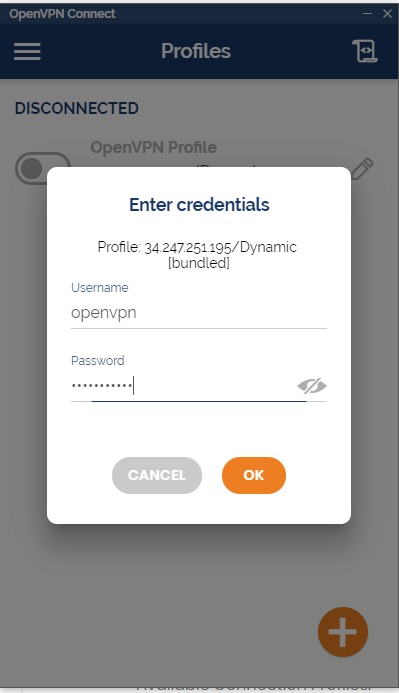 OpenVPN Connect
Profiles
DISCONNECTED
OpenVPN Profile
Enter credentials
Profile: 34.247.251.195/Dynamic
[bundled]
Username
openvpn
Password
•••••••••••
CANCEL
OK
Available Connection Profiles.